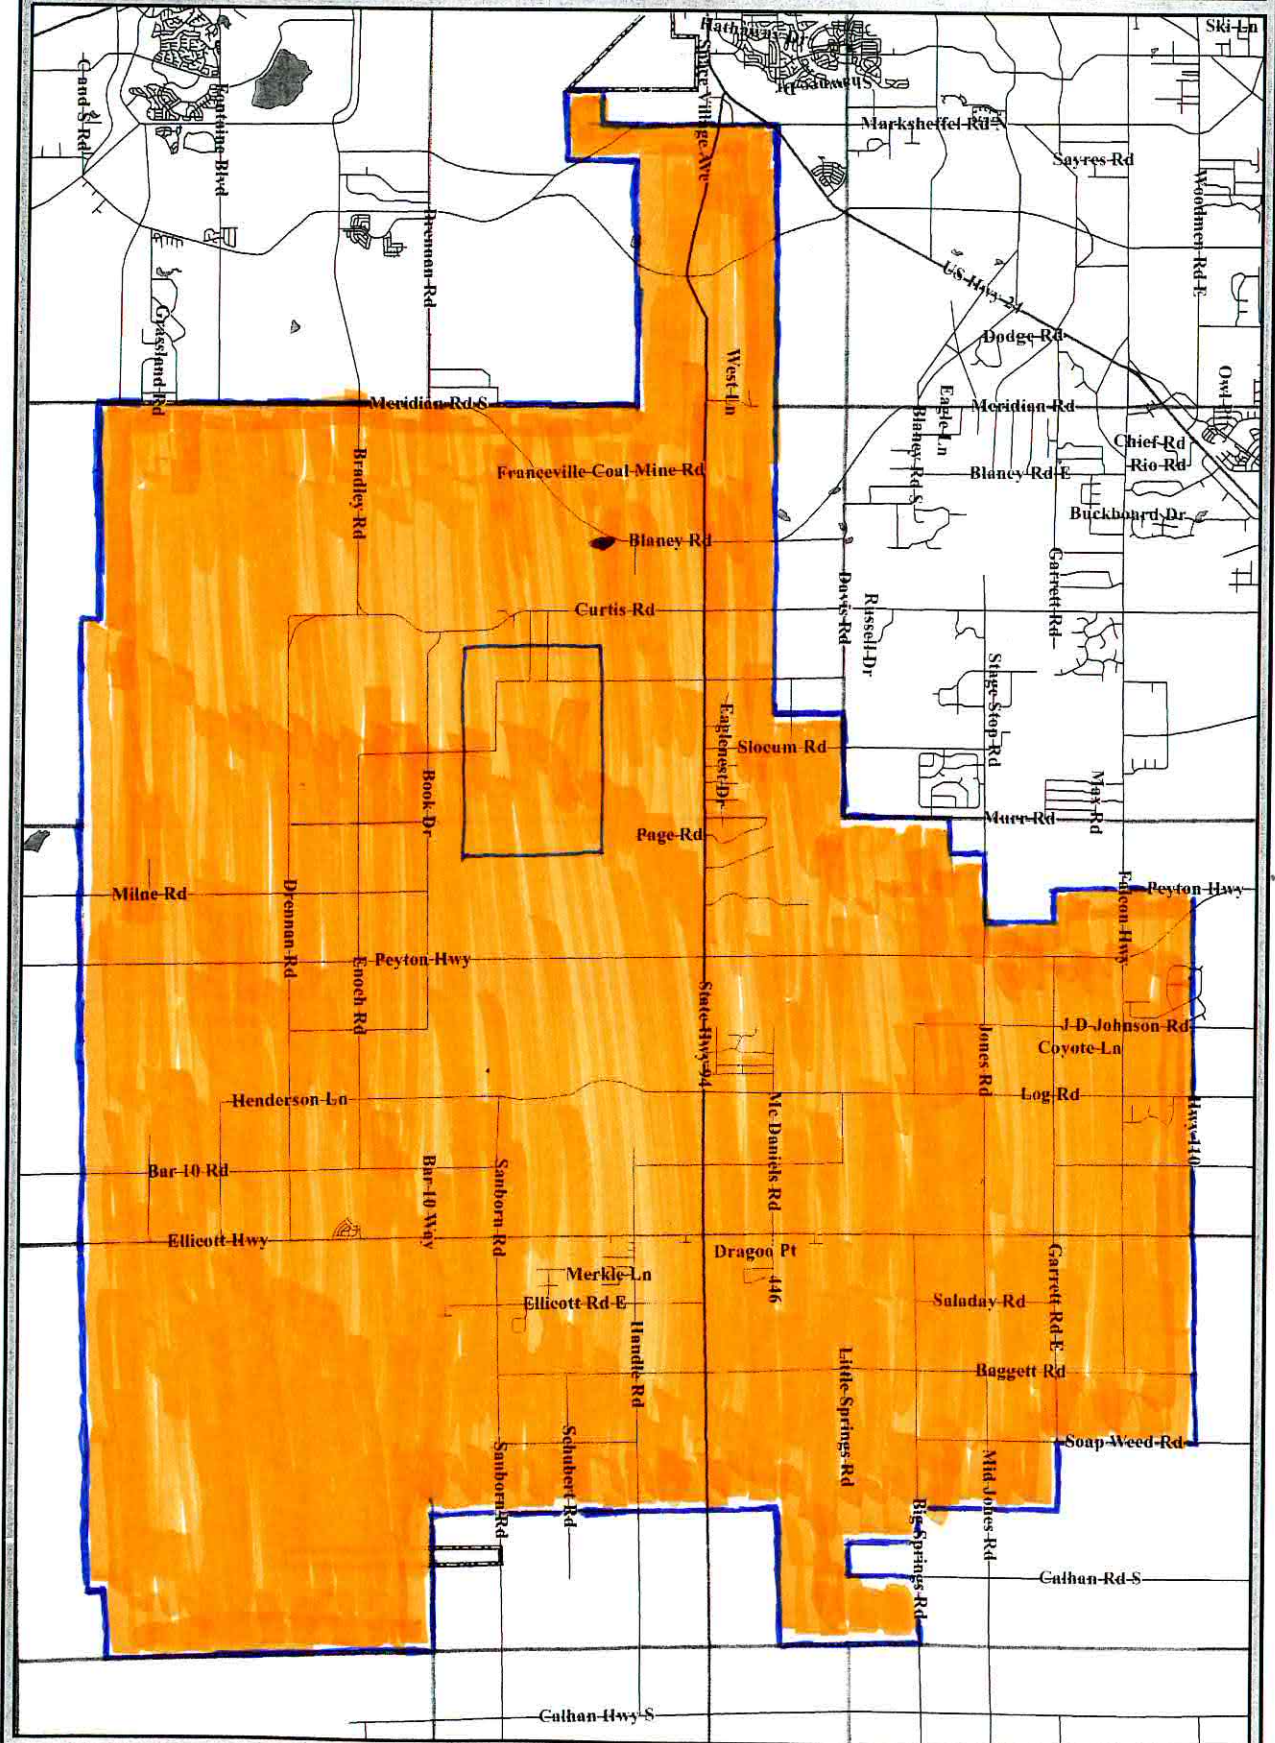 Hathaway Dr
Ski Ln
Space Village Ave
C and S Rd
Fontaine Blvd
Shawnee Dr
Marksheffel Rd N
Sayres Rd
Woodmen Rd E
Drennan Rd
US Hwy 24
Grassland Rd
Dodge Rd
West Ln
Meridian Rd S
Eagle Ln
Meridian Rd
Blaney Rd S
Chief Rd
Rio Rd
Bradley Rd
Franceville Coal Mine Rd
Blaney Rd E
Buckboard Dr
Blaney Rd
Garrett Rd
Curtis Rd
Davis Rd
Russell Dr
Stage Stop Rd
Eaglenest Dr
Slocum Rd
Book Dr
Max Rd
Page Rd
Murr Rd
Milne Rd
Drennan Rd
Falcon Hwy
Peyton Hwy
Enoch Rd
Peyton Hwy
State Hwy 94
J D Johnson Rd
Coyote Ln
Jones Rd
Henderson Ln
Log Rd
Mc Daniels Rd
Hwy 110
Bar 10 Rd
Bar 10 Way
Sanborn Rd
Ellicott Hwy
Dragoo Pt
Merkle Ln
446
Garrett Rd E
Ellicott Rd E
Saladay Rd
Handle Rd
Little Springs Rd
Baggett Rd
Schubert Rd
Sanborn Rd
Soap Weed Rd
Mid Jones Rd
Big Springs Rd
Calhan Rd S
Calhan Hwy S